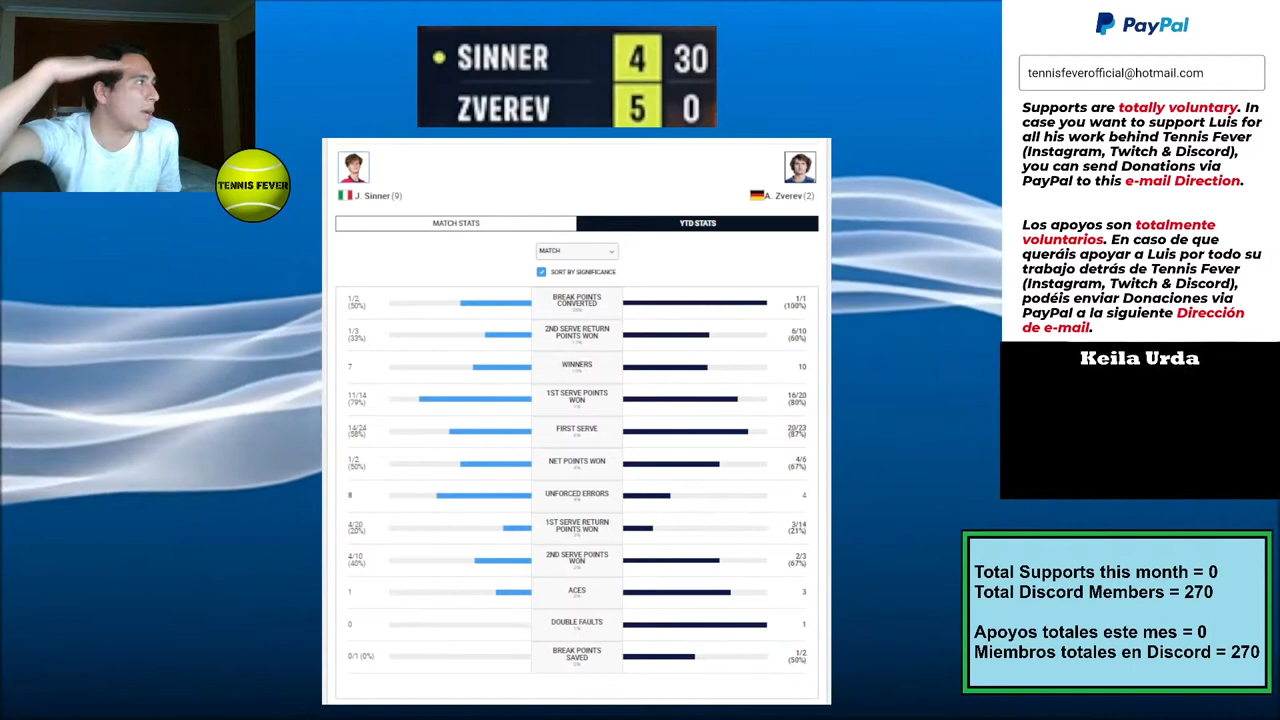 SINNER 4 30
ZVEREV 5 0
TENNIS FEVER
J. Sinner (9)
A. Zverev (2)
MATCH STATS
YTD STATS
MATCH
SORT BY SIGNIFICANCE
1/2
(50%)
BREAK POINTS
CONVERTED
1/1
(100%)
1/3
(33%)
2ND SERVE RETURN
POINTS WON
6/10
(60%)
7
WINNERS
10
11/14
(79%)
1ST SERVE POINTS
WON
16/20
(80%)
14/24
(58%)
FIRST SERVE
20/23
(87%)
1/2
(50%)
NET POINTS WON
4/6
(67%)
8
UNFORCED ERRORS
4
4/20
(20%)
1ST SERVE RETURN
POINTS WON
3/14
(21%)
4/10
(40%)
2ND SERVE POINTS
WON
2/3
(67%)
1
ACES
3
0
DOUBLE FAULTS
1
0/1 (0%)
BREAK POINTS
SAVED
1/2
(50%)
PayPal
tennisfeverofficial@hotmail.com
Supports are totally voluntary. In
case you want to support Luis for
all his work behind Tennis Fever
(Instagram, Twitch & Discord),
you can send Donations via
PayPal to this e-mail Direction.
Los apoyos son totalmente
voluntarios. En caso de que
queráis apoyar a Luis por todo su
trabajo detrás de Tennis Fever
(Instagram, Twitch & Discord),
podéis enviar Donaciones via
PayPal a la siguiente Dirección
de e-mail.
Keila Urda
Total Supports this month = 0
Total Discord Members = 270
Apoyos totales este mes = 0
Miembros totales en Discord = 270